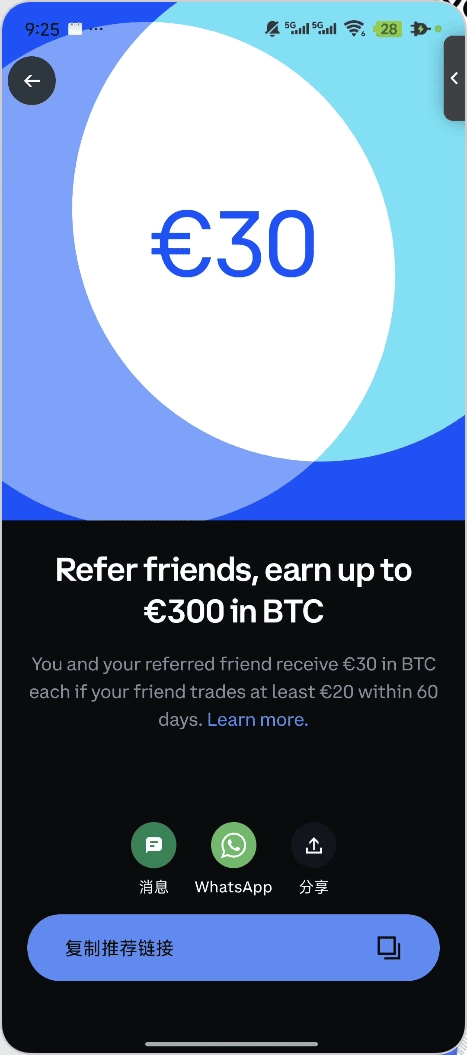 9:25
5G 5G 6 28
€30
Refer friends, earn up to
€300 in BTC
You and your referred friend receive €30 in BTC
each if your friend trades at least €20 within 60
days. Learn more.
消息 WhatsApp 分享
复制推荐链接